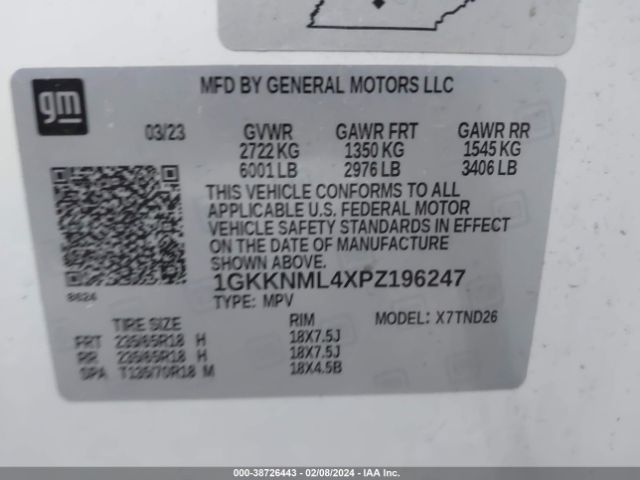 gm
MFD BY GENERAL MOTORS LLC
03/23 GVWR GAWR FRT GAWR RR
2722 KG 1350 KG 1545 KG
6001 LB 2976 LB 3406 LB
THIS VEHICLE CONFORMS TO ALL
APPLICABLE U.S. FEDERAL MOTOR
VEHICLE SAFETY STANDARDS IN EFFECT
ON THE DATE OF MANUFACTURE
SHOWN ABOVE.
1GKKNML4XPZ196247
8624
TYPE: MPV
TIRE SIZE RIM MODEL: X7TND26
FRT 235/65R18 H 18X7.5J
RR 235/65R18 H 18X7.5J
SPA T135/70R18 M 18X4.5B
000-38726443 - 02/08/2024 - IAAI.com